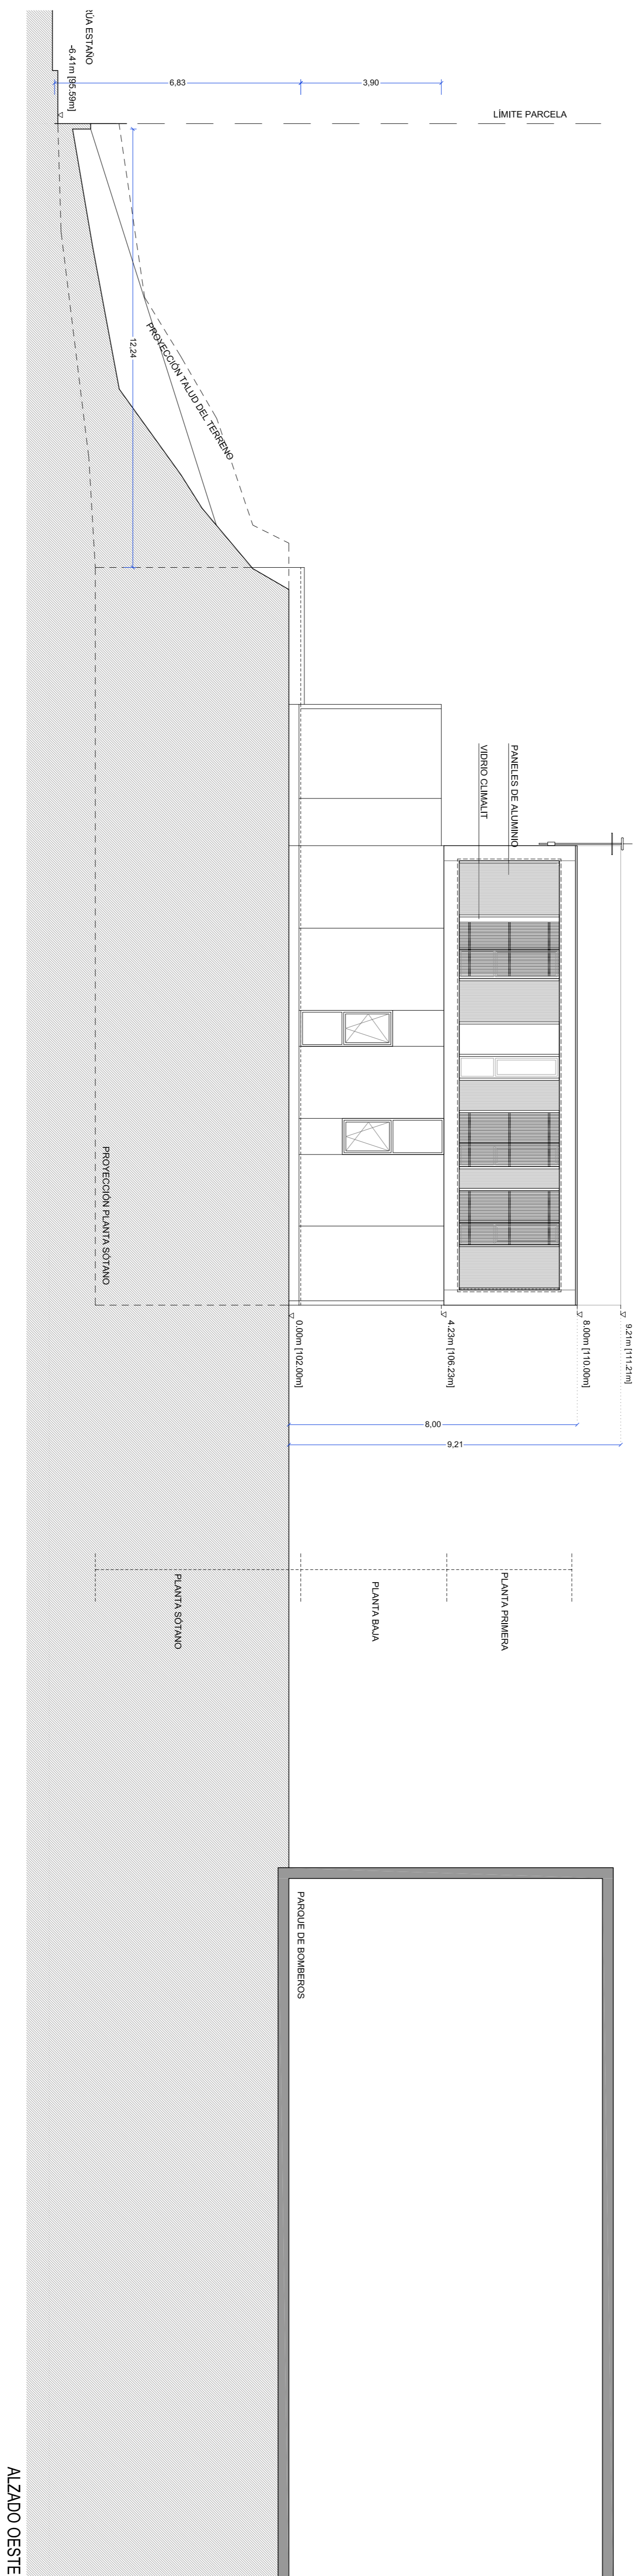 RÚA ESTAÑO
-6.41m [95.59m]
6,83
3,90
LÍMITE PARCELA
12,24
PROYECCIÓN TALUD DEL TERRENO
PANELES DE ALUMINIO
VIDRIO CLIMALIT
PROYECCIÓN PLANTA SÓTANO
9.21m [111.21m]
8.00m [110.00m]
4.23m [106.23m]
0.00m [102.00m]
8,00
9,21
PLANTA PRIMERA
PLANTA BAJA
PLANTA SÓTANO
PARQUE DE BOMBEROS
ALZADO OESTE